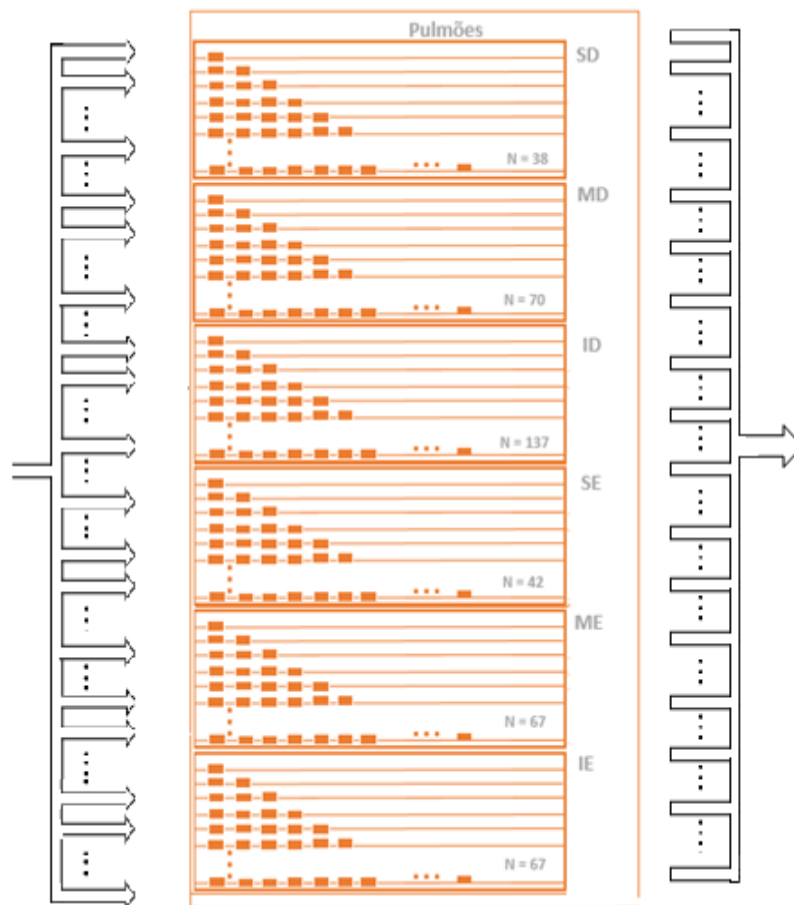 Pulmões
SD
N = 38
MD
N = 70
ID
N = 137
SE
N = 42
ME
N = 67
IE
N = 67